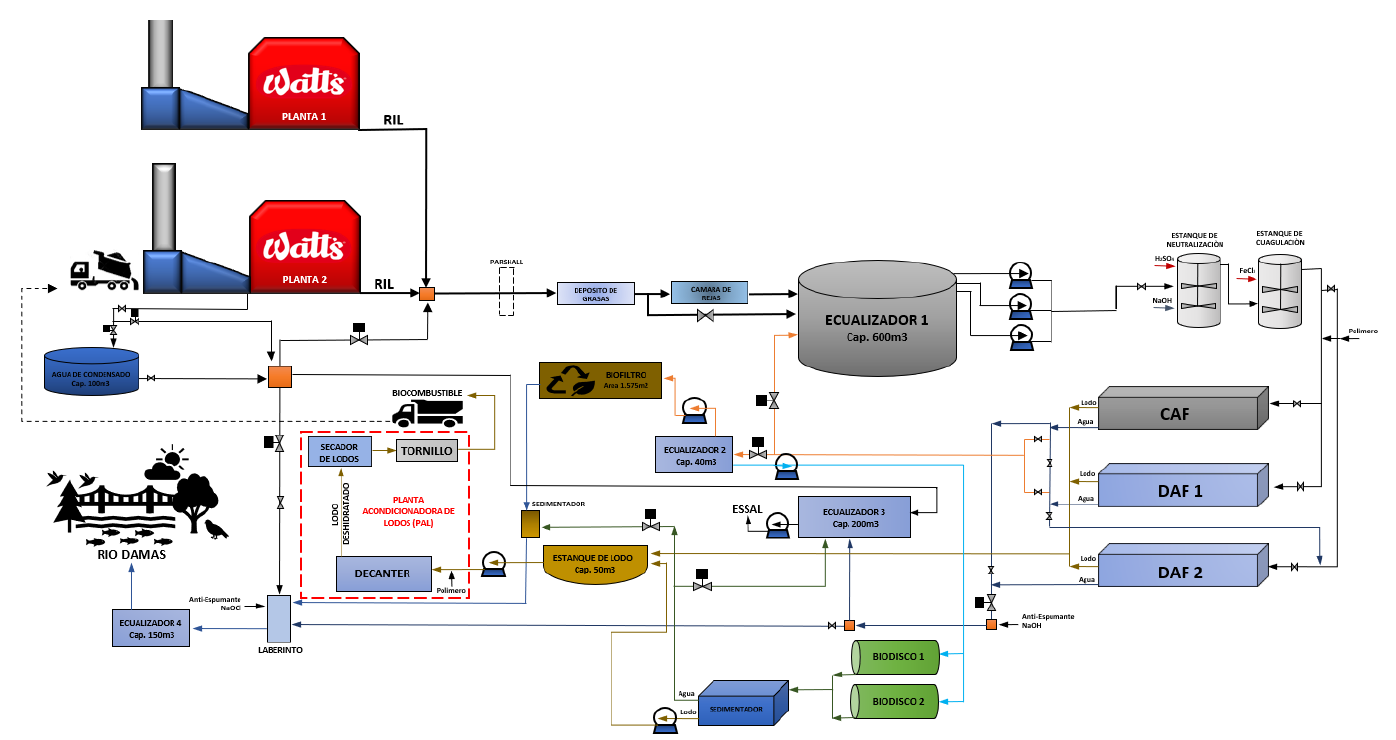 Watt's
PLANTA 1
RIL
Watt's
PLANTA 2
RIL
PARSHALL
DEPOSITO DE
GRASAS
CAMARA DE
REJAS
ECUALIZADOR 1
Cap. 600m3
ESTANQUE DE
NEUTRALIZACIÒN
ESTANQUE DE
CUAGULACIÒN
H₂SO₄
NaOH
FeCl₃
Polimero
AGUA DE CONDENSADO
Cap. 100m3
BIOFILTRO
Area 1.575m2
BIOCOMBUSTIBLE
SECADOR
DE LODOS
TORNILLO
ECUALIZADOR 2
Cap. 40m3
Lodo
Agua
CAF
Lodo
Agua
DAF 1
LODO
DESHIDRATADO
PLANTA
ACONDICIONADORA DE
LODOS (PAL)
SEDIMENTADOR
ESSAL
ECUALIZADOR 3
Cap. 200m3
RIO DAMAS
DECANTER
Polimero
ESTANQUE DE LODO
Cap. 50m3
Lodo
Agua
DAF 2
Anti-Espumante
NaOCl
ECUALIZADOR 4
Cap. 150m3
LABERINTO
Anti-Espumante
NaOH
BIODISCO 1
BIODISCO 2
Agua
Lodo
SEDIMENTADOR